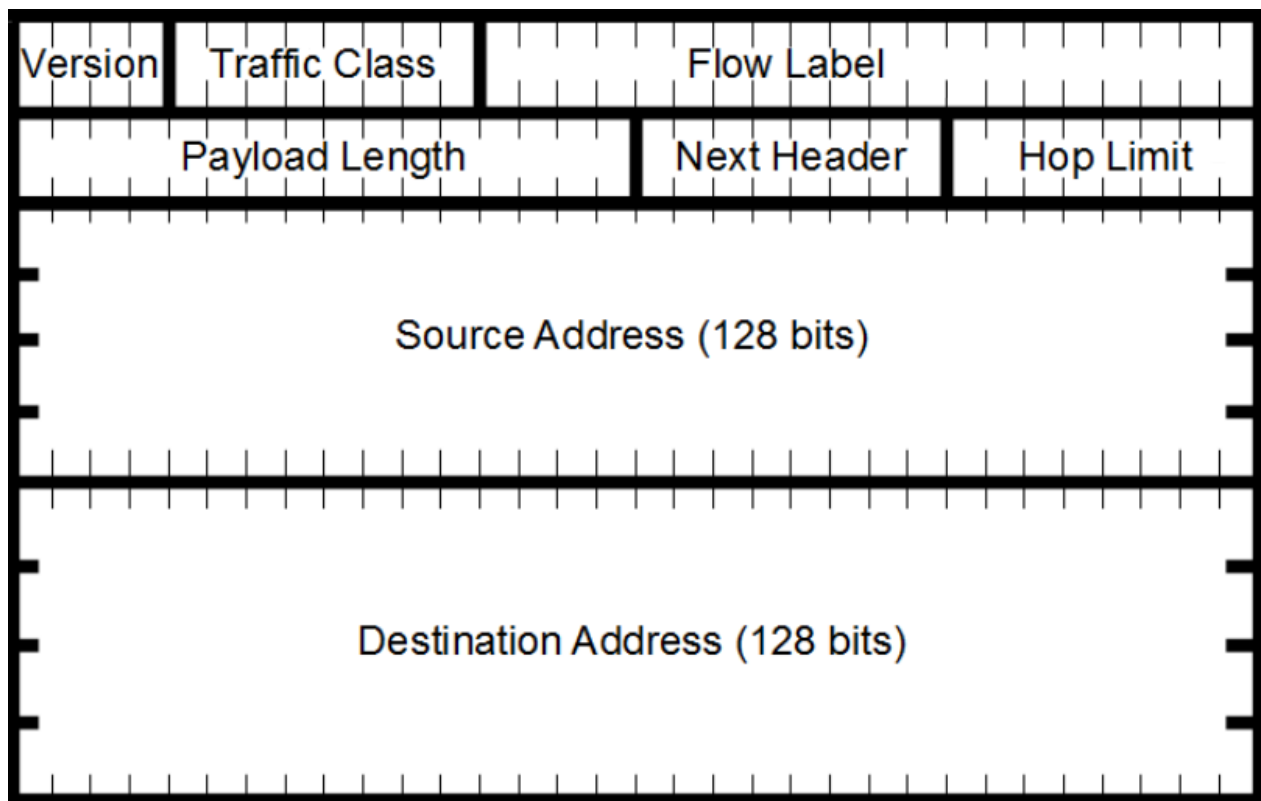 Version Traffic Class Flow Label
Payload Length Next Header Hop Limit
Source Address (128 bits)
Destination Address (128 bits)